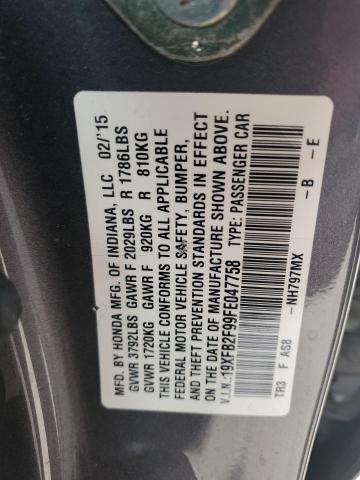 MFD. BY HONDA MFG. OF INDIANA, LLC 02/'15
GVWR 3792LBS GAWR F 2029LBS R 1786LBS
GVWR 1720KG GAWR F 920KG R 810KG
THIS VEHICLE CONFORMS TO ALL APPLICABLE
FEDERAL MOTOR VEHICLE SAFETY, BUMPER,
AND THEFT PREVENTION STANDARDS IN EFFECT
ON THE DATE OF MANUFACTURE SHOWN ABOVE.
V.I.N.:19XFB2F99FE047758 TYPE: PASSENGER CAR
TR3 F AS8 -NH797MX -B -E